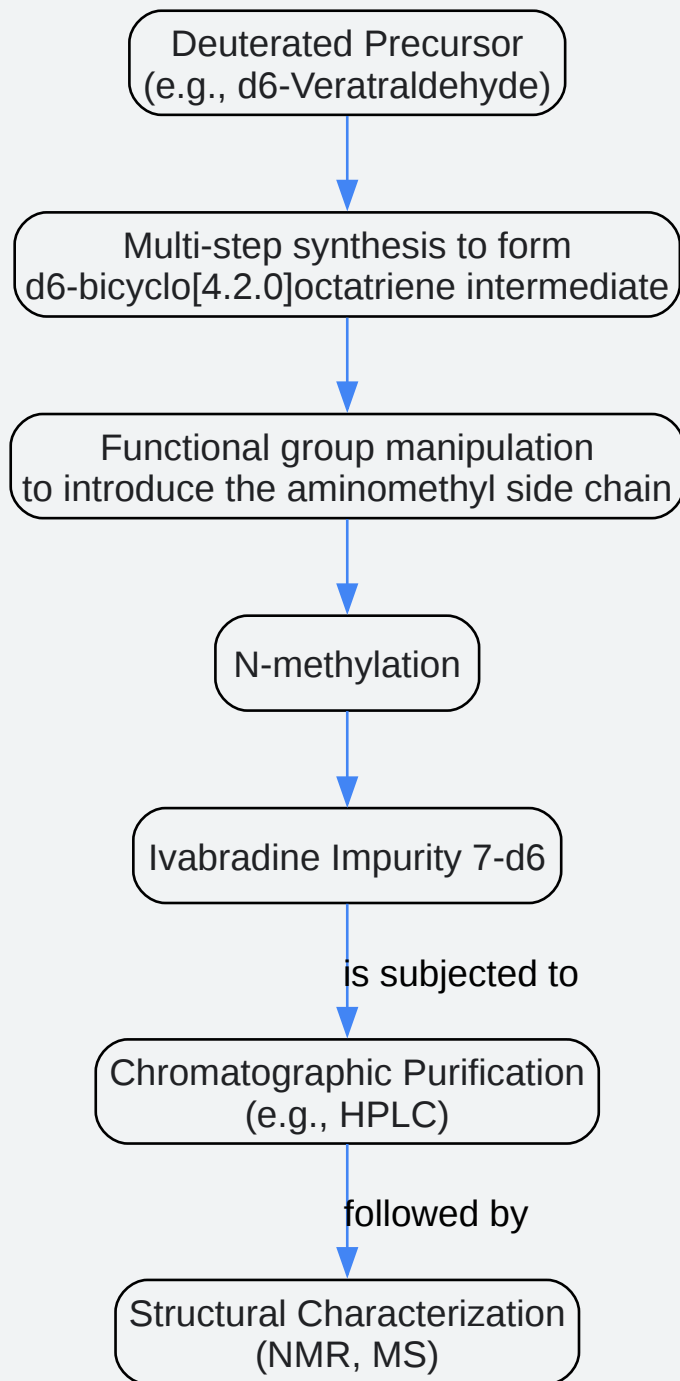 Deuterated Precursor
(e.g., d6-Veratraldehyde)
Multi-step synthesis to form
d6-bicyclo[4.2.0]octatriene intermediate
Functional group manipulation
to introduce the aminomethyl side chain
N-methylation
Ivabradine Impurity 7-d6
is subjected to
Chromatographic Purification
(e.g., HPLC)
followed by
Structural Characterization
(NMR, MS)